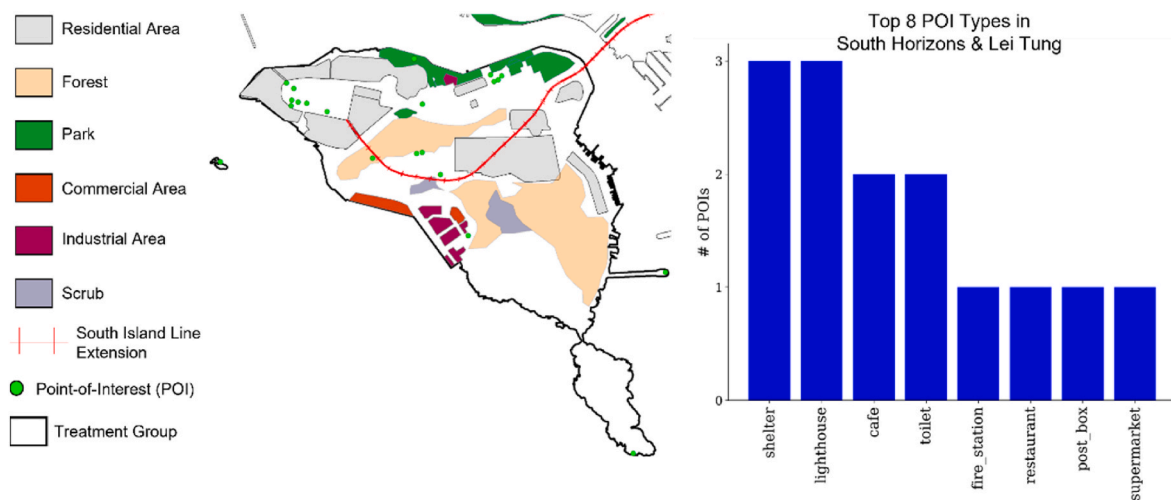 Residential Area
Forest
Park
Commercial Area
Industrial Area
Scrub
South Island Line
Extension
Point-of-Interest (POI)
Treatment Group
Top 8 POI Types in
South Horizons & Lei Tung
# of POIs
3
2
1
0
shelter
lighthouse
cafe
toilet
fire_station
restaurant
post_box
supermarket